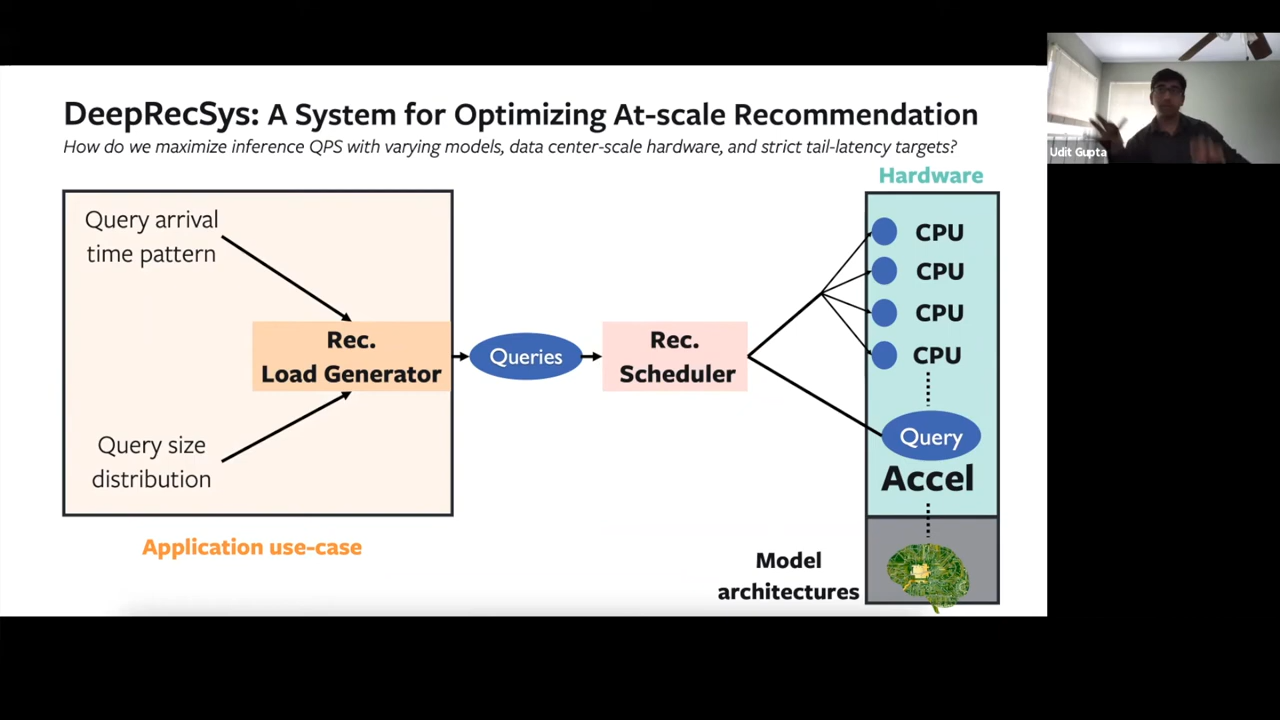 DeepRecSys: A System for Optimizing At-scale Recommendation
How do we maximize inference QPS with varying models, data center-scale hardware, and strict tail-latency targets?
Udit Gupta
Hardware
Query arrival
time pattern
Rec.
Load Generator
Query size
distribution
Application use-case
Queries
Rec.
Scheduler
CPU
CPU
CPU
CPU
Query
Accel
Model
architectures